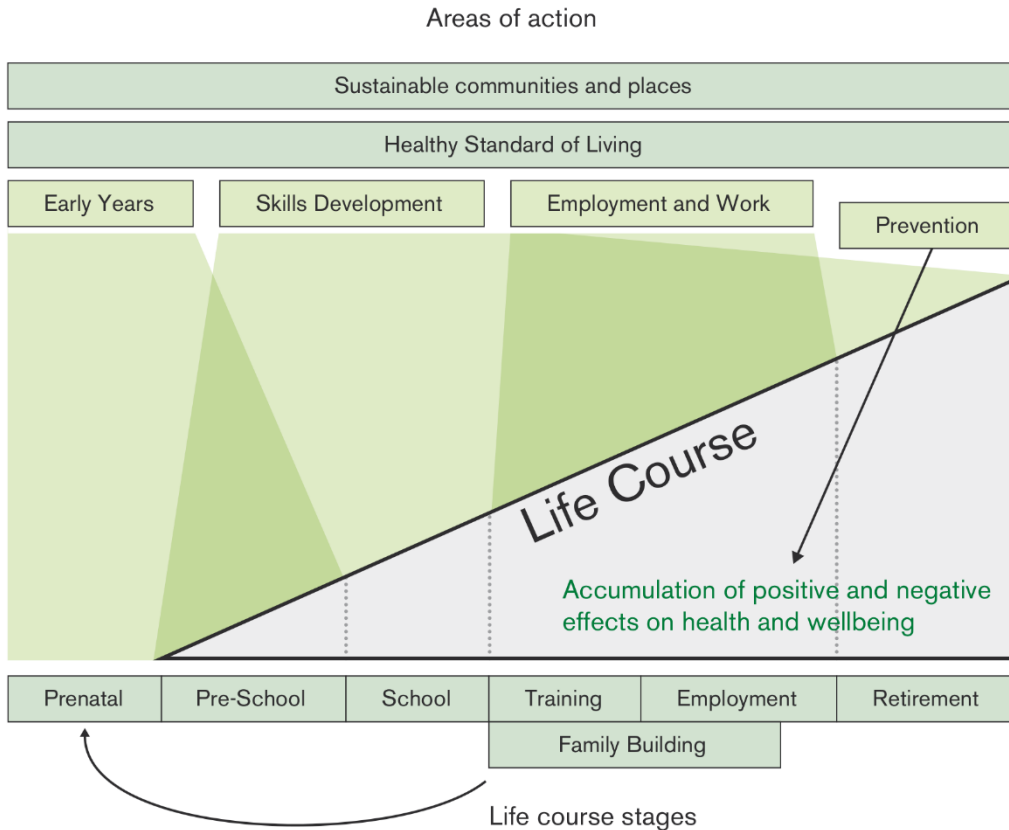 Areas of action
Sustainable communities and places
Healthy Standard of Living
Early Years
Skills Development
Employment and Work
Prevention
Life Course
Accumulation of positive and negative
effects on health and wellbeing
Prenatal
Pre-School
School
Training
Employment
Retirement
Family Building
Life course stages